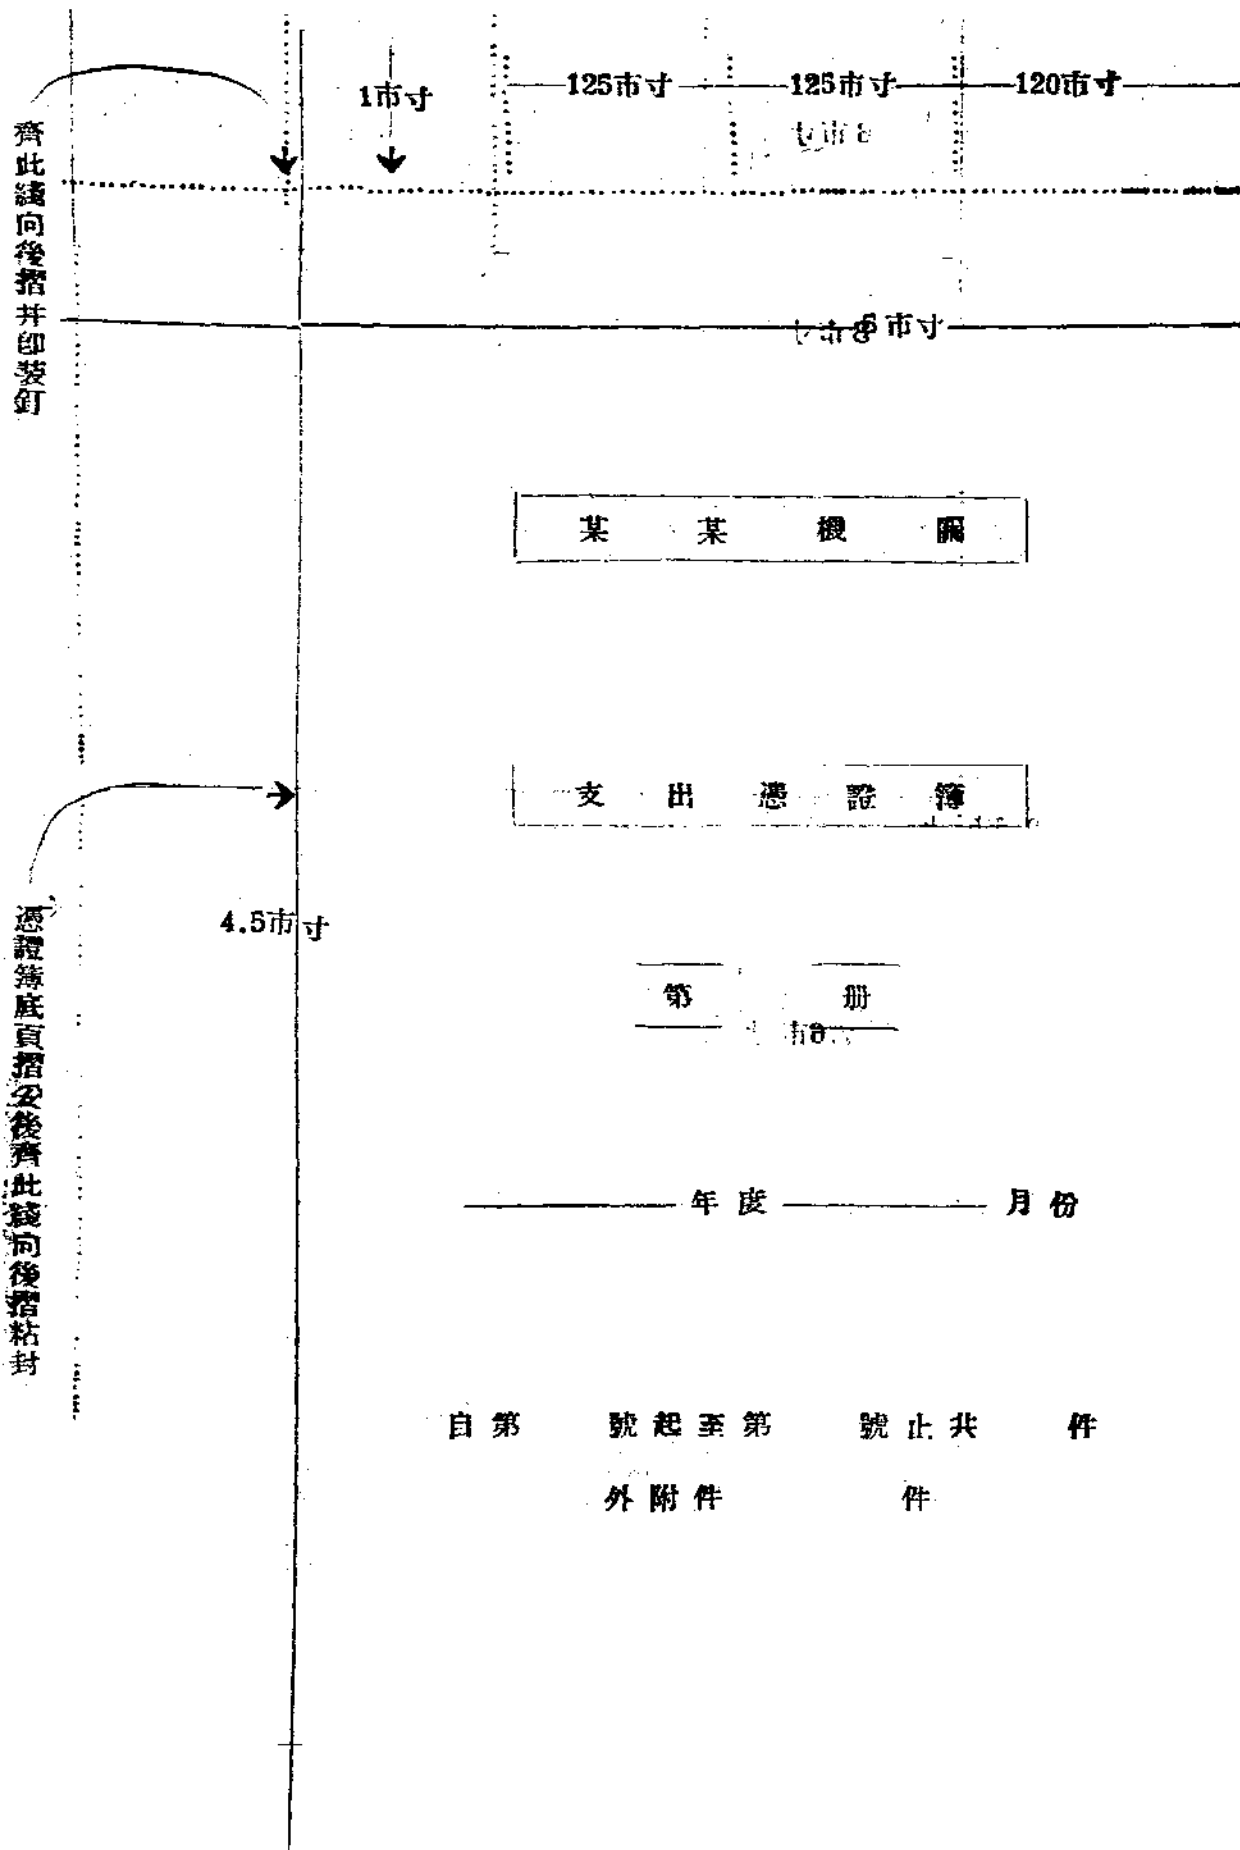 1市寸
125市寸
125市寸
120市寸
齊此綫向後摺并卽裝釘
6市寸
某某機關
支出憑證簿
4.5市寸
第 册
憑證簿底頁摺叠後齊此綫向後摺粘封
年度 月份
自第 號起至第 號止共 件
外附件 件